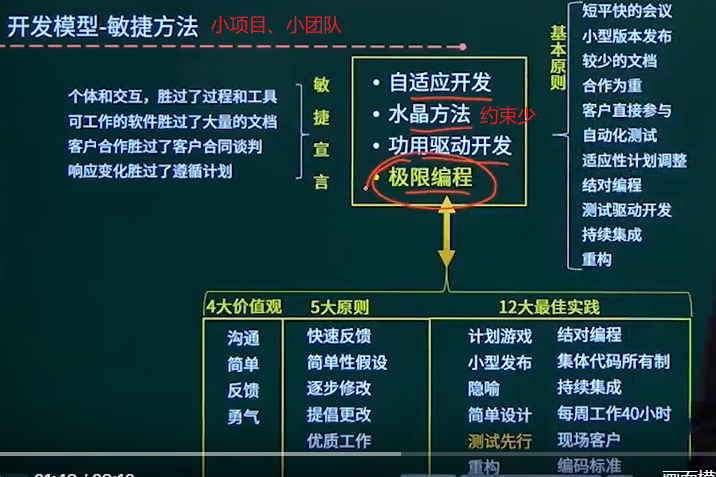 开发模型-敏捷方法 小项目、小团队
个体和交互，胜过了过程和工具
可工作的软件胜过了大量的文档
客户合作胜过了客户合同谈判
响应变化胜过了遵循计划
敏捷宣言
• 自适应开发
• 水晶方法 约束少
• 功用驱动开发
• 极限编程
基本原则
短平快的会议
小型版本发布
较少的文档
合作为重
客户直接参与
自动化测试
适应性计划调整
结对编程
测试驱动开发
持续集成
重构
4大价值观
沟通
简单
反馈
勇气
5大原则
快速反馈
简单性假设
逐步修改
提倡更改
优质工作
12大最佳实践
计划游戏 结对编程
小型发布 集体代码所有制
隐喻 持续集成
简单设计 每周工作40小时
测试先行 现场客户
重构 编码标准